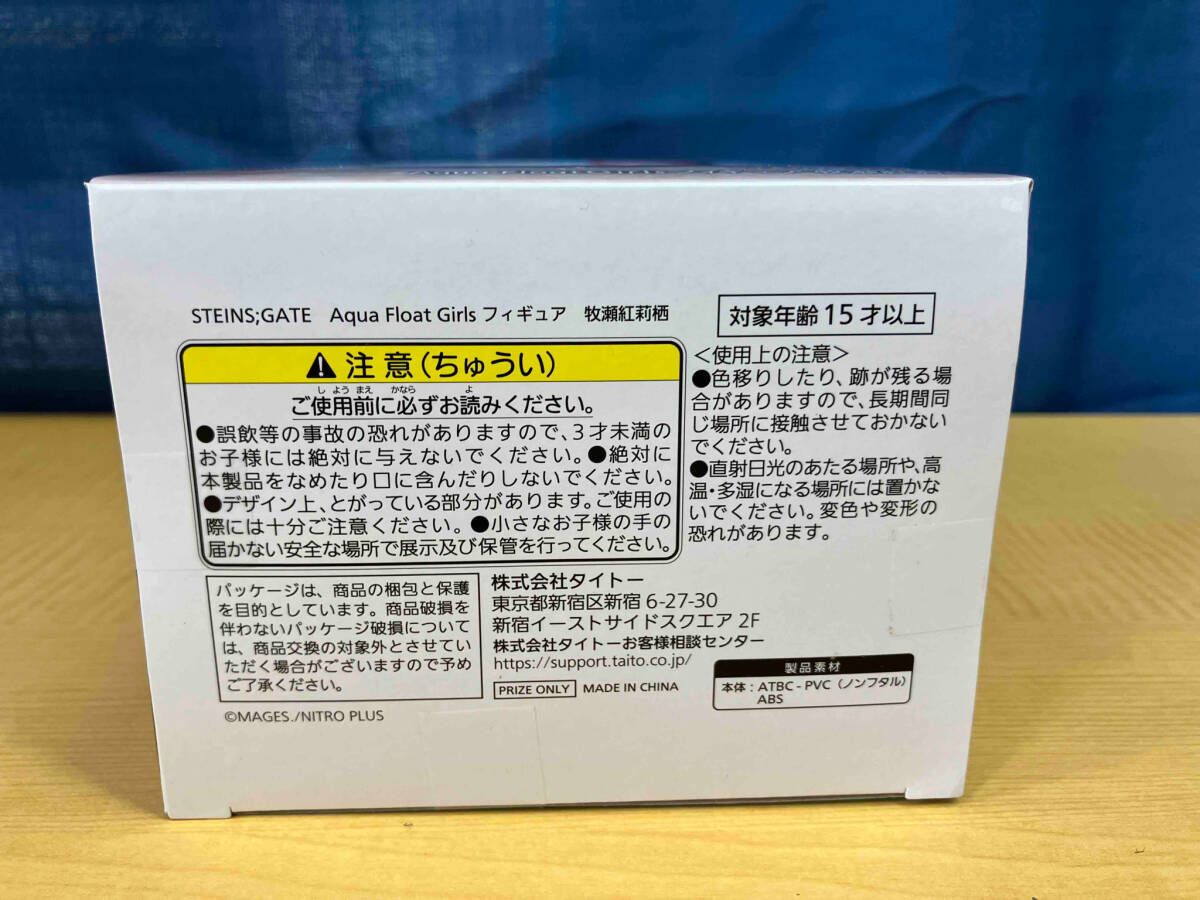 STEINS;GATE Aqua Float Girls フィギュア 牧瀬紅莉栖
対象年齢15才以上
注意(ちゅうい)
しようまえ かなら よ
ご使用前に必ずお読みください。
●誤飲等の事故の恐れがありますので、3才未満の
お子様には絶対に与えないでください。●絶対に
本製品をなめたり口に含んだりしないでください。
●デザイン上、とがっている部分があります。ご使用の
際には十分ご注意ください。●小さなお子様の手の
届かない安全な場所で展示及び保管を行ってください。
<使用上の注意>
●色移りしたり、跡が残る場
合がありますので、長期間同
じ場所に接触させておかない
でください。
●直射日光のあたる場所や、高
温・多湿になる場所には置かな
いでください。変色や変形の
恐れがあります。
パッケージは、商品の梱包と保護
を目的としています。商品破損を
伴わないパッケージ破損について
は、商品交換の対象外とさせてい
ただく場合がございますので予め
ご了承ください。
株式会社タイトー
東京都新宿区新宿 6-27-30
新宿イーストサイドスクエア 2F
株式会社タイトーお客様相談センター
https://support.taito.co.jp/
PRIZE ONLY MADE IN CHINA
製品素材
本体:ATBC-PVC(ノンフタル)
ABS
©MAGES./NITRO PLUS